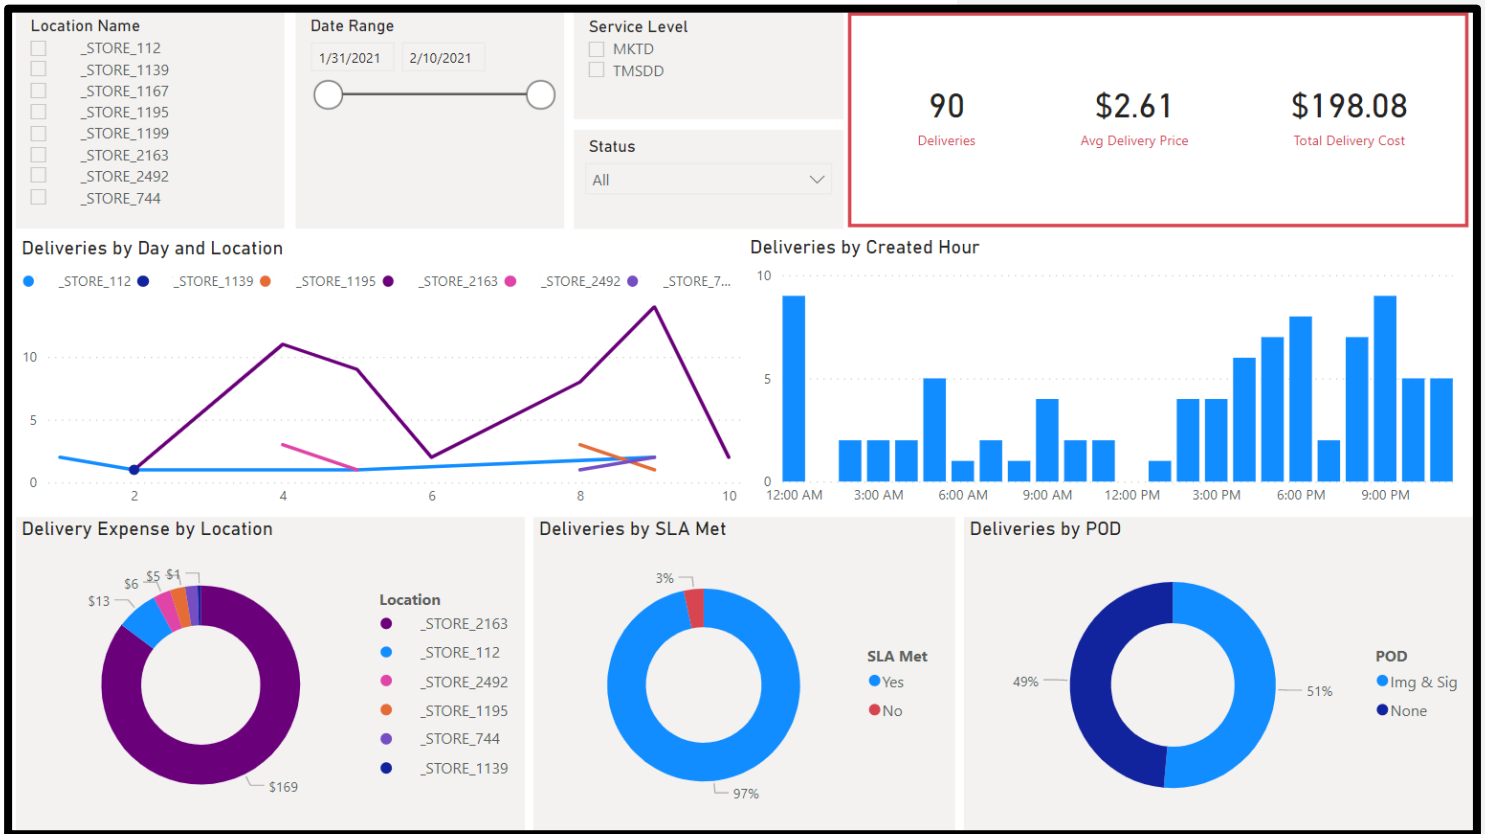 Location Name
_STORE_112
_STORE_1139
_STORE_1167
_STORE_1195
_STORE_1199
_STORE_2163
_STORE_2492
_STORE_744
Date Range
1/31/2021 2/10/2021
Service Level
MKTD
TMSDD
Status
All
90 $2.61 $198.08
Deliveries Avg Delivery Price Total Delivery Cost
Deliveries by Day and Location
_STORE_112 _STORE_1139 _STORE_1195 _STORE_2163 _STORE_2492 _STORE_7...
10
5
0
2 4 6 8 10
Deliveries by Created Hour
10
5
0
12:00 AM 3:00 AM 6:00 AM 9:00 AM 12:00 PM 3:00 PM 6:00 PM 9:00 PM
Delivery Expense by Location
$13 $6 $5 $1
$169
Location
_STORE_2163
_STORE_112
_STORE_2492
_STORE_1195
_STORE_744
_STORE_1139
Deliveries by SLA Met
3%
97%
SLA Met
Yes
No
Deliveries by POD
49%
51%
POD
Img & Sig
None